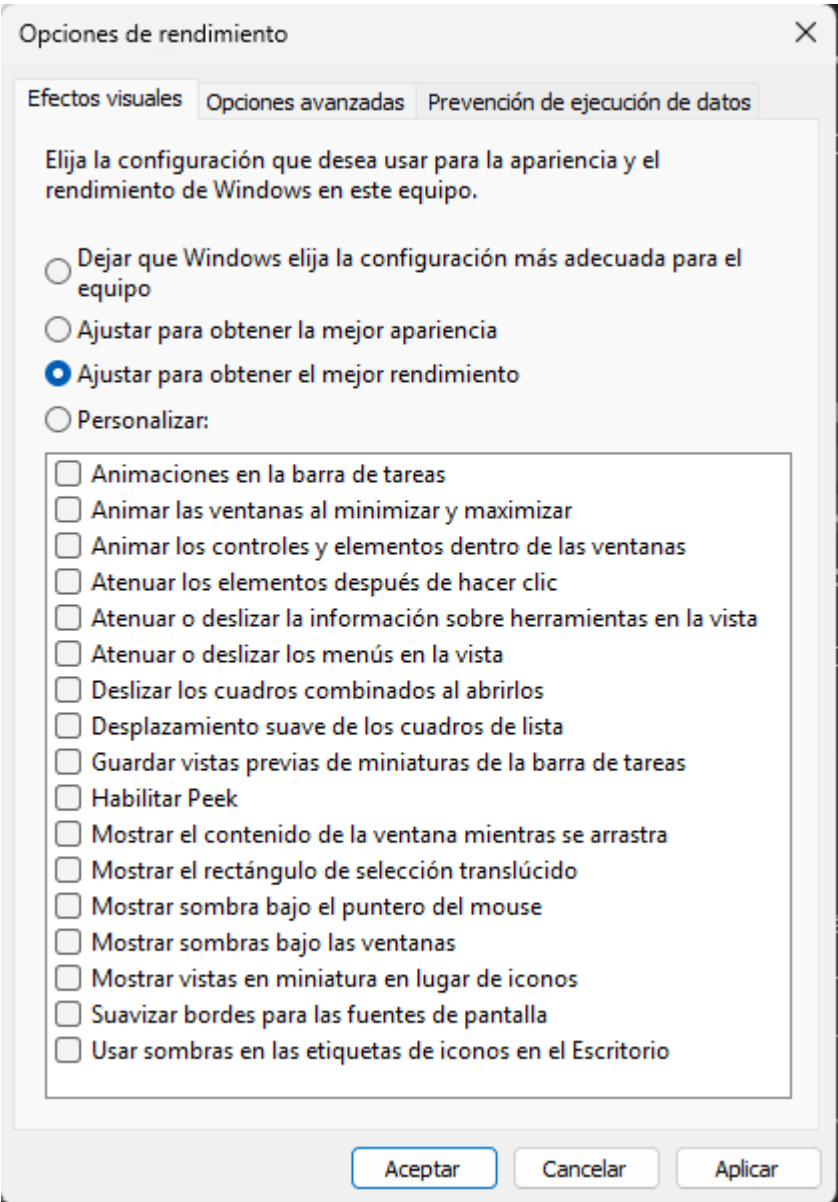 Opciones de rendimiento
Efectos visuales
Opciones avanzadas
Prevención de ejecución de datos
Elija la configuración que desea usar para la apariencia y el
rendimiento de Windows en este equipo.
Dejar que Windows elija la configuración más adecuada para el
equipo
Ajustar para obtener la mejor apariencia
Ajustar para obtener el mejor rendimiento
Personalizar:
Animaciones en la barra de tareas
Animar las ventanas al minimizar y maximizar
Animar los controles y elementos dentro de las ventanas
Atenuar los elementos después de hacer clic
Atenuar o deslizar la información sobre herramientas en la vista
Atenuar o deslizar los menús en la vista
Deslizar los cuadros combinados al abrirlos
Desplazamiento suave de los cuadros de lista
Guardar vistas previas de miniaturas de la barra de tareas
Habilitar Peek
Mostrar el contenido de la ventana mientras se arrastra
Mostrar el rectángulo de selección translúcido
Mostrar sombra bajo el puntero del mouse
Mostrar sombras bajo las ventanas
Mostrar vistas en miniatura en lugar de iconos
Suavizar bordes para las fuentes de pantalla
Usar sombras en las etiquetas de iconos en el Escritorio
Aceptar
Cancelar
Aplicar